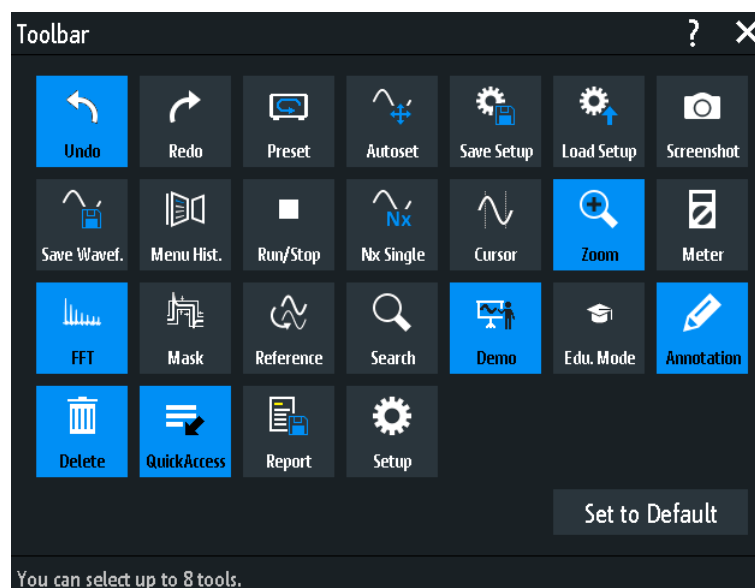 Toolbar ?
Undo Redo Preset Autoset Save Setup Load Setup Screenshot
Nx
Save Wavef. Menu Hist. Run/Stop Nx Single Cursor Zoom Meter
FFT Mask Reference Search Demo Edu. Mode Annotation
Delete QuickAccess Report Setup
Set to Default
You can select up to 8 tools.